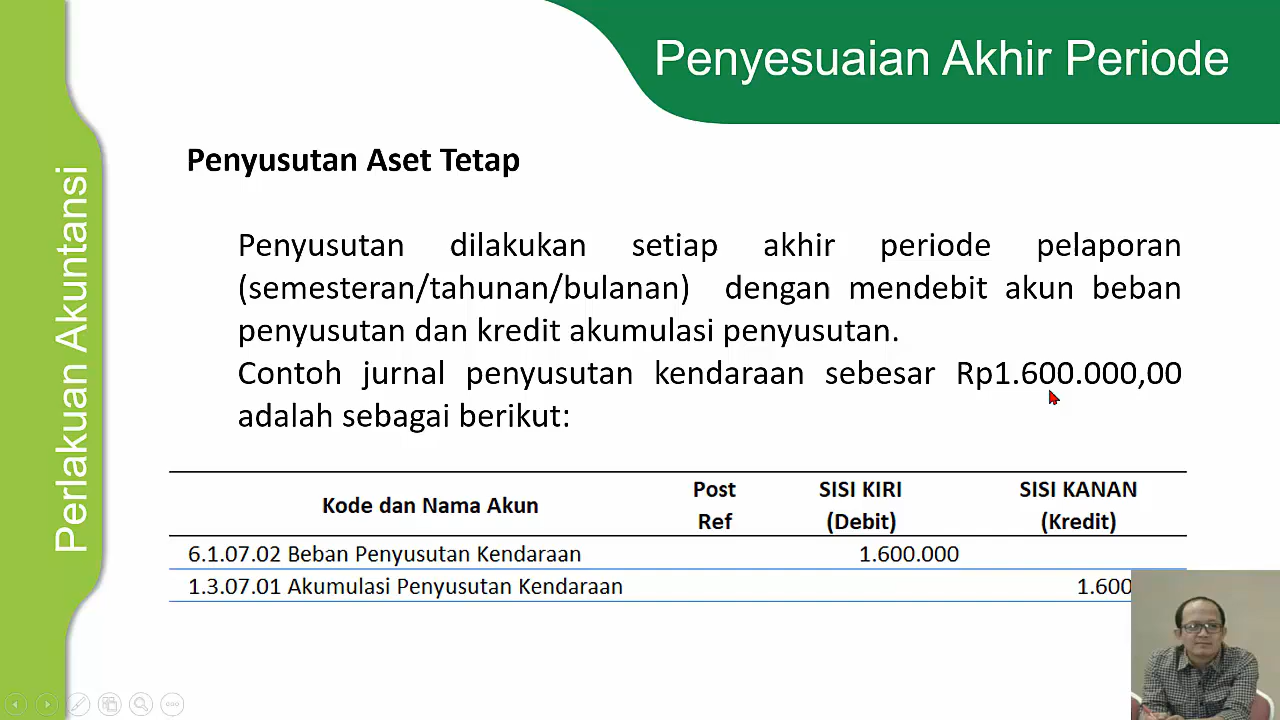 Penyesuaian Akhir Periode
Perlakuan Akuntansi
Penyusutan Aset Tetap
Penyusutan dilakukan setiap akhir periode pelaporan
(semesteran/tahunan/bulanan) dengan mendebit akun beban
penyusutan dan kredit akumulasi penyusutan.
Contoh jurnal penyusutan kendaraan sebesar Rp1.600.000,00
adalah sebagai berikut:
Kode dan Nama Akun Post Ref SISI KIRI (Debit) SISI KANAN (Kredit)
6.1.07.02 Beban Penyusutan Kendaraan 1.600.000
1.3.07.01 Akumulasi Penyusutan Kendaraan 1.600